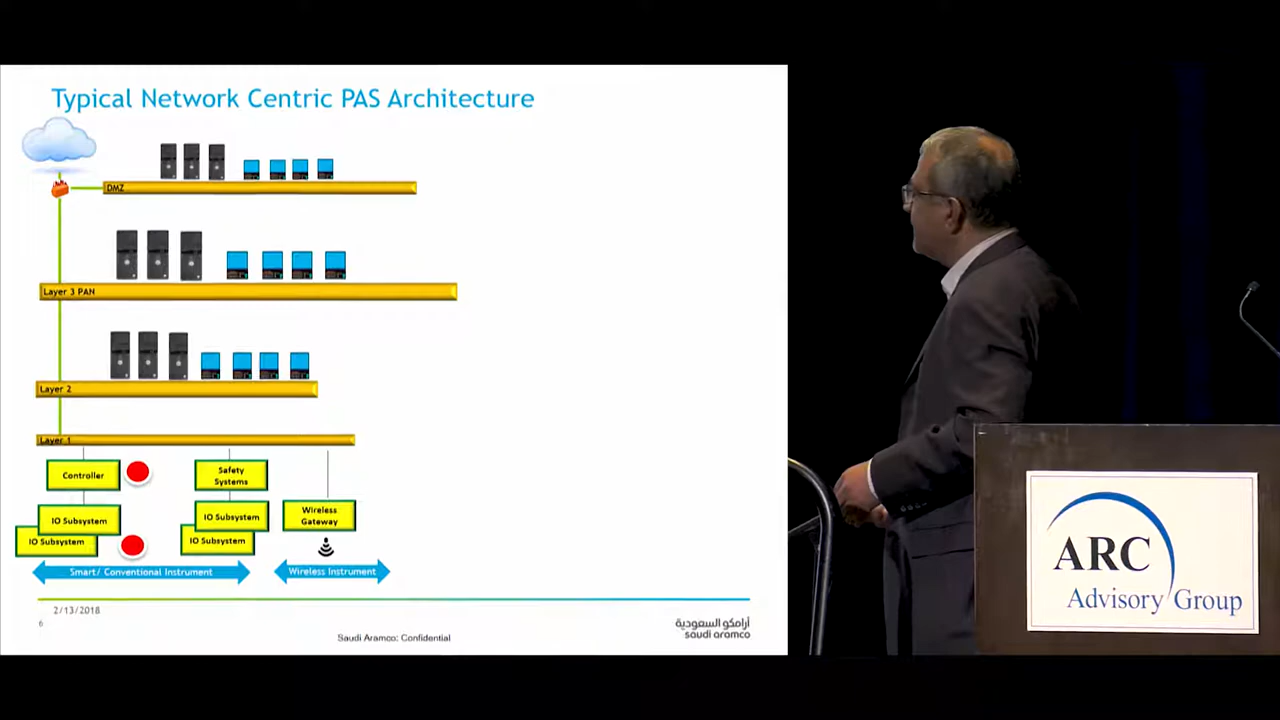 Typical Network Centric PAS Architecture
DMZ
Layer 3 PAN
Layer 2
Layer 1
Controller
Safety
Systems
IO Subsystem
IO Subsystem
IO Subsystem
IO Subsystem
Wireless
Gateway
Smart/ Conventional Instrument
Wireless Instrument
2/13/2018
6
Saudi Aramco: Confidential
أرامكو السعودية
saudi aramco
ARC
Advisory Group